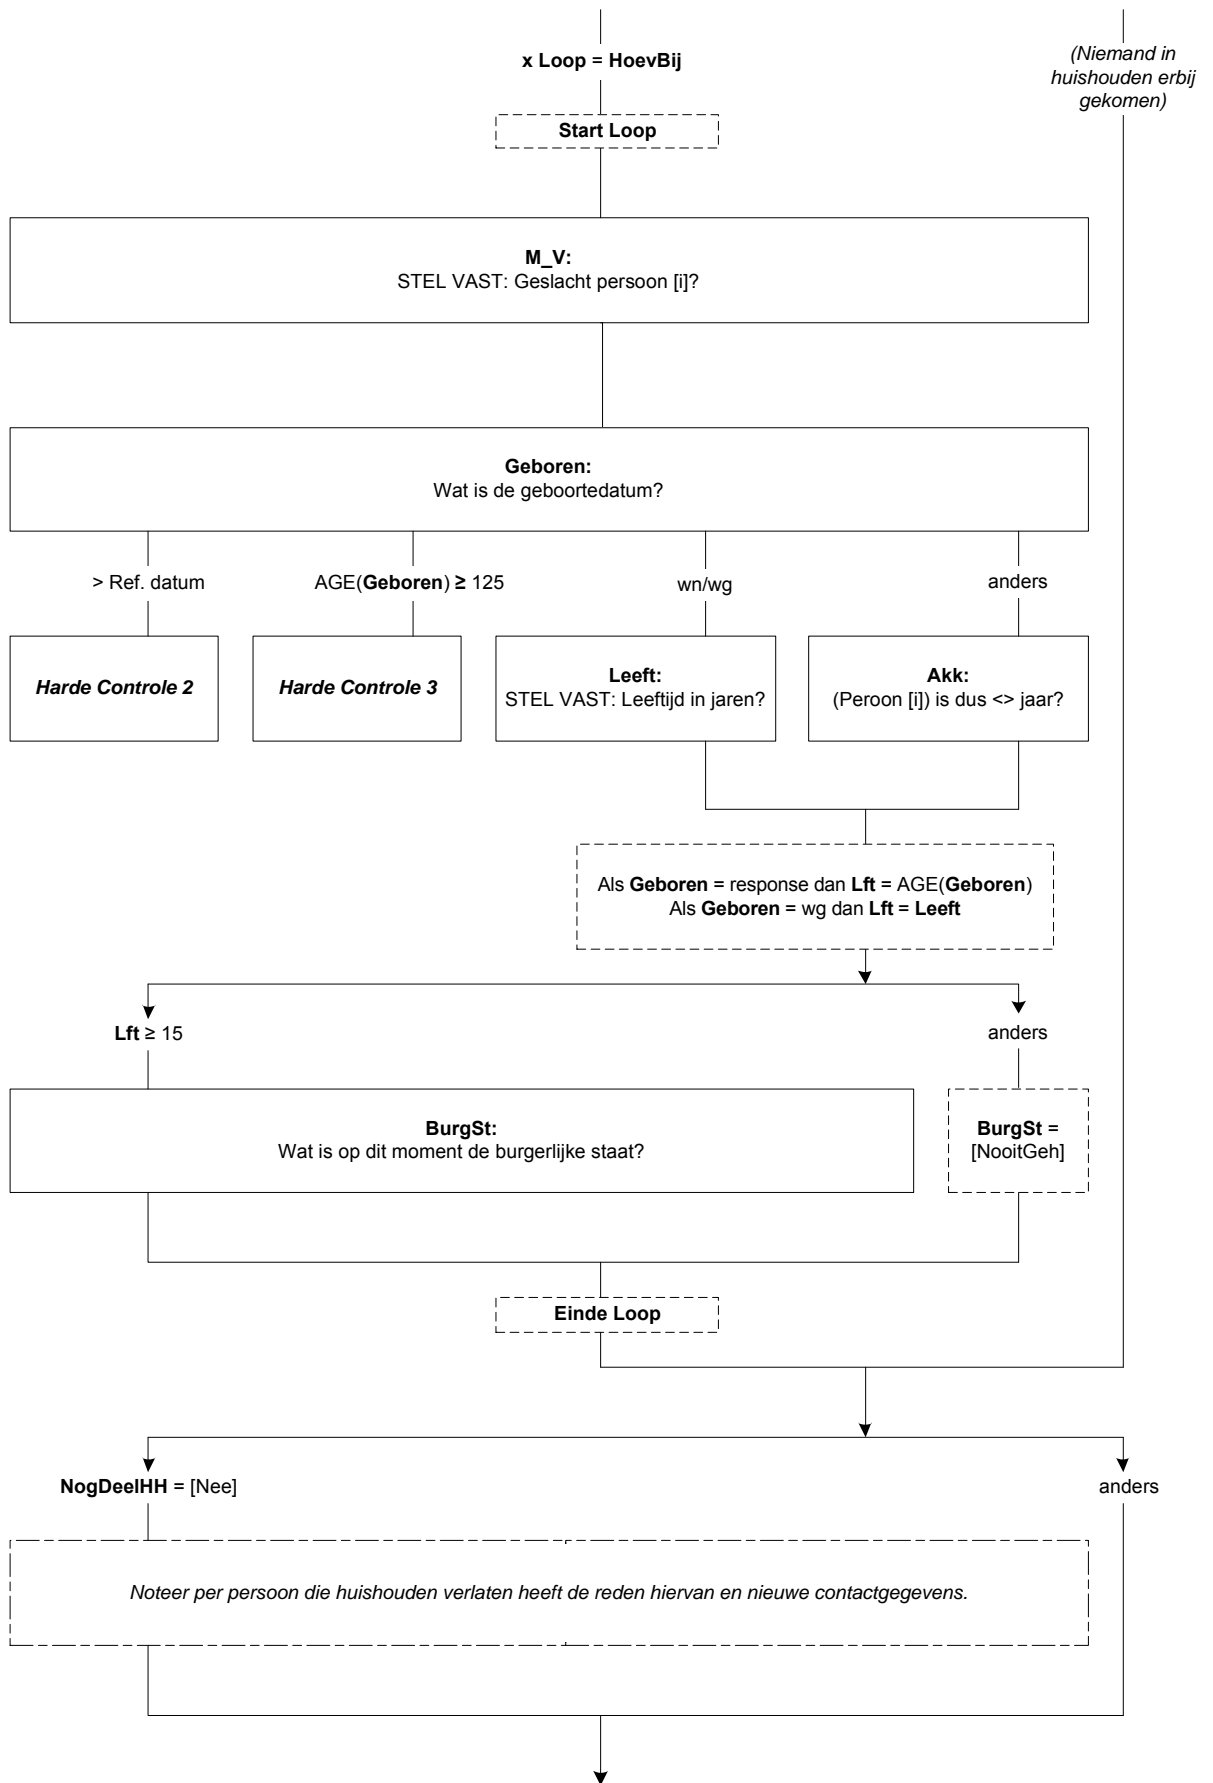 x Loop = HoevBij
(Niemand in
huishouden erbij
gekomen)
Start Loop
M_V:
STEL VAST: Geslacht persoon [i]?
Geboren:
Wat is de geboortedatum?
> Ref. datum
AGE(Geboren) ≥ 125
wn/wg
anders
Harde Controle 2
Harde Controle 3
Leeft:
STEL VAST: Leeftijd in jaren?
Akk:
(Peroon [i]) is dus <> jaar?
Als Geboren = response dan Lft = AGE(Geboren)
Als Geboren = wg dan Lft = Leeft
Lft ≥ 15
anders
BurgSt:
Wat is op dit moment de burgerlijke staat?
BurgSt =
[NooitGeh]
Einde Loop
NogDeelHH = [Nee]
anders
Noteer per persoon die huishouden verlaten heeft de reden hiervan en nieuwe contactgegevens.